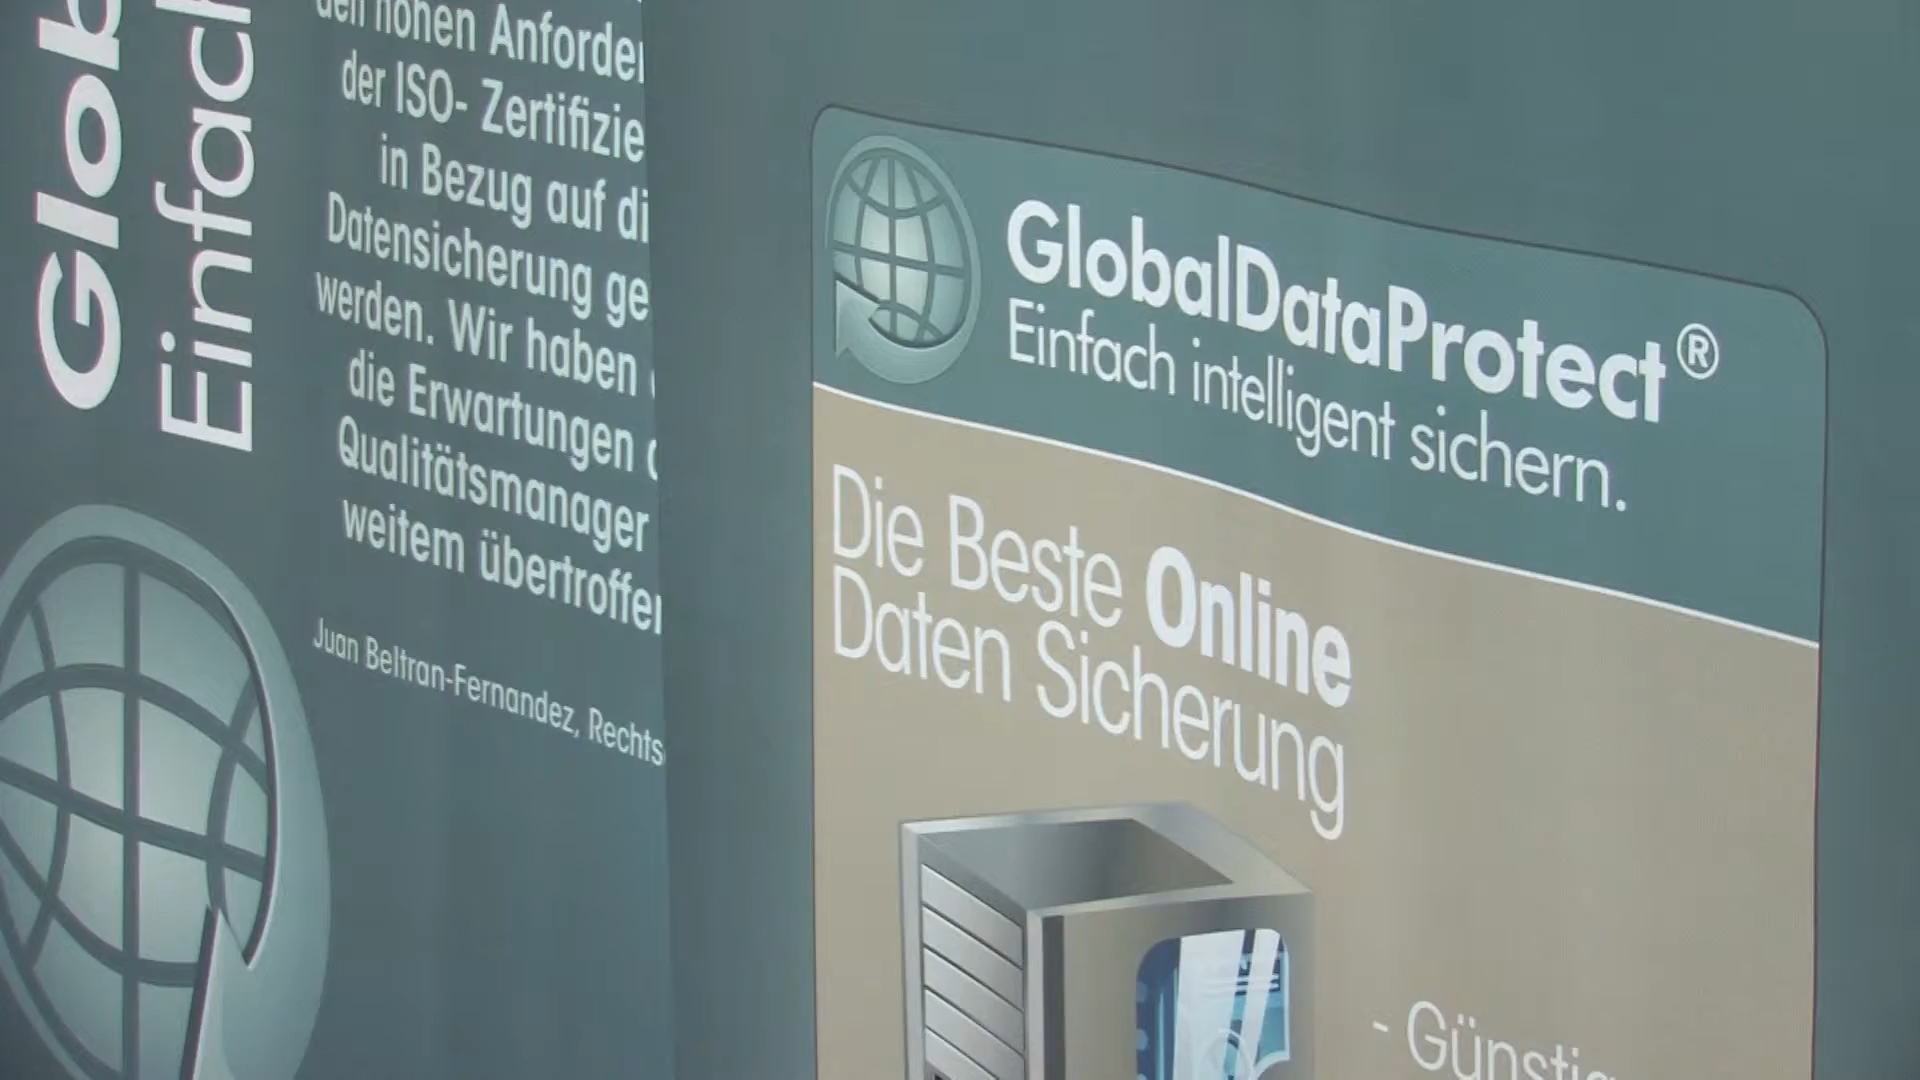 Glob
Einfach
den hohen Anforder
der ISO- Zertifizie
in Bezug auf di
Datensicherung ge
werden. Wir haben
die Erwartungen
Qualitätsmanager
weitem übertroffen
Juan Beltran-Fernandez, Rechts
GlobalDataProtect®
Einfach intelligent sichern.
Die Beste Online
Daten Sicherung
- Günstig